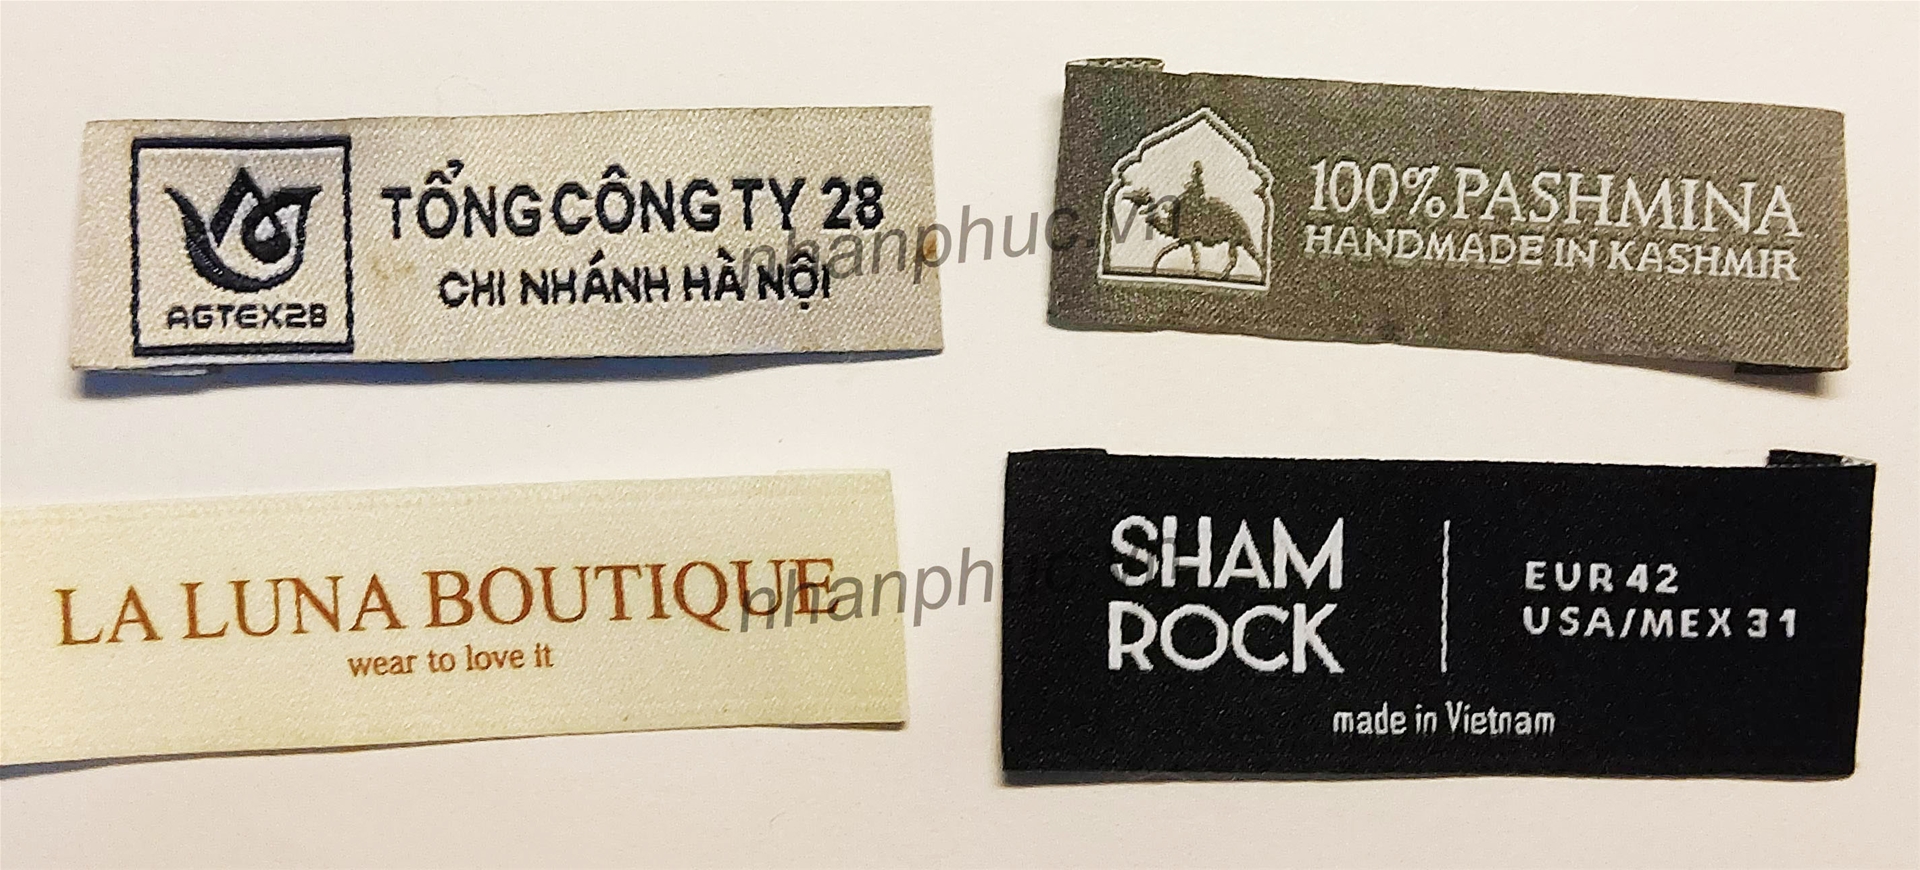 AGTEX28
TỔNG CÔNG TY 28
CHI NHÁNH HÀ NỘI
100% PASHMINA
HANDMADE IN KASHMIR
nhanphuc.vn
LA LUNA BOUTIQUE
wear to love it
SHAM
ROCK
EUR 42
USA/MEX 31
made in Vietnam
nhanphuc.vn